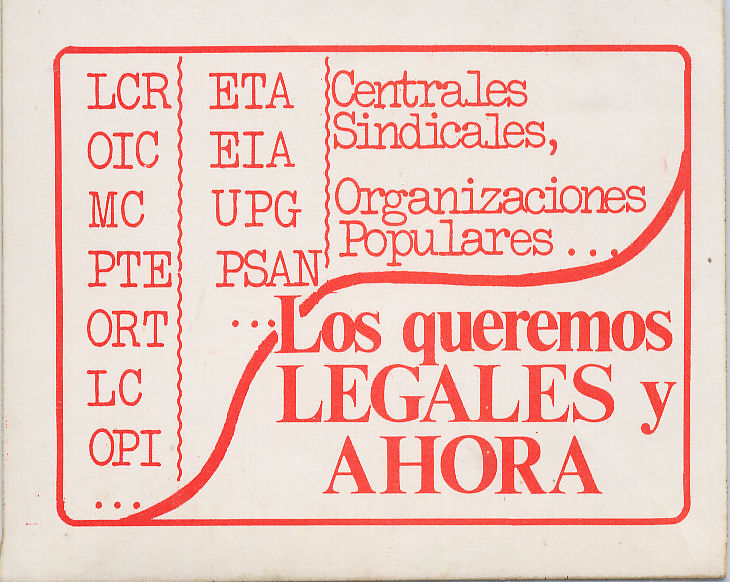 LCR
OIC
MC
PTE
ORT
LC
OPI
...
ETA
EIA
UPG
PSAN
...
Centrales
Sindicales,
Organizaciones
Populares ...
Los queremos
LEGALES y
AHORA